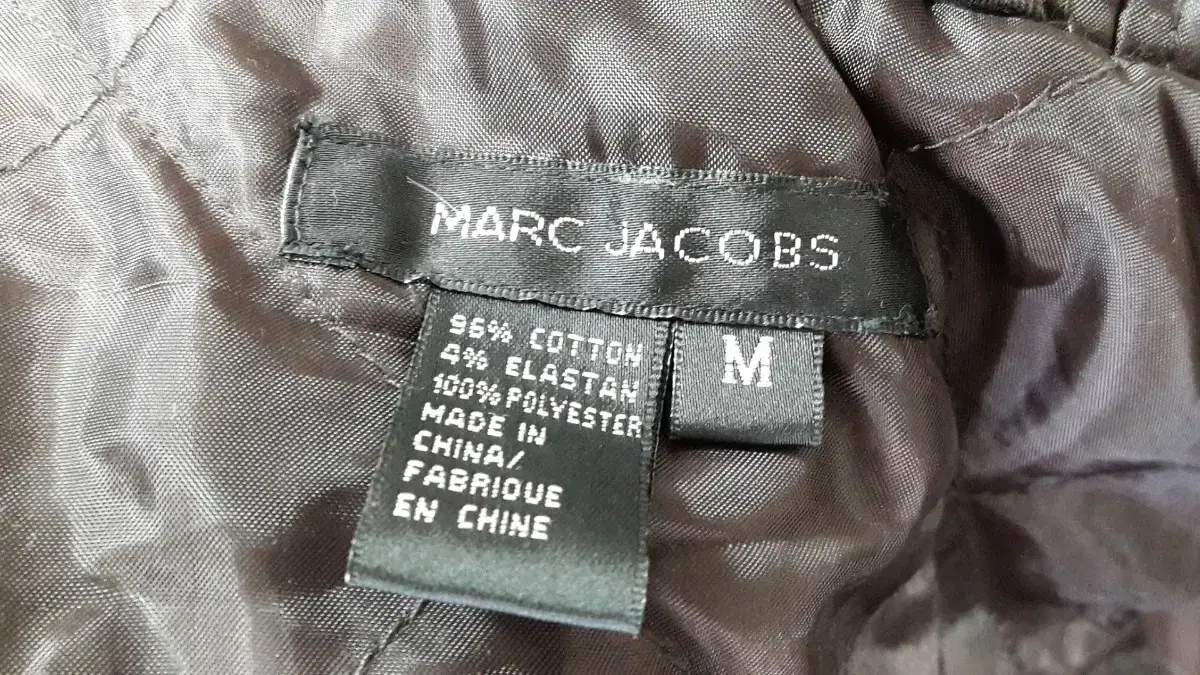 MARC JACOBS
96% COTTON
4% ELASTAN
100% POLYESTER
MADE IN
CHINA/
FABRIQUE
EN CHINE
M